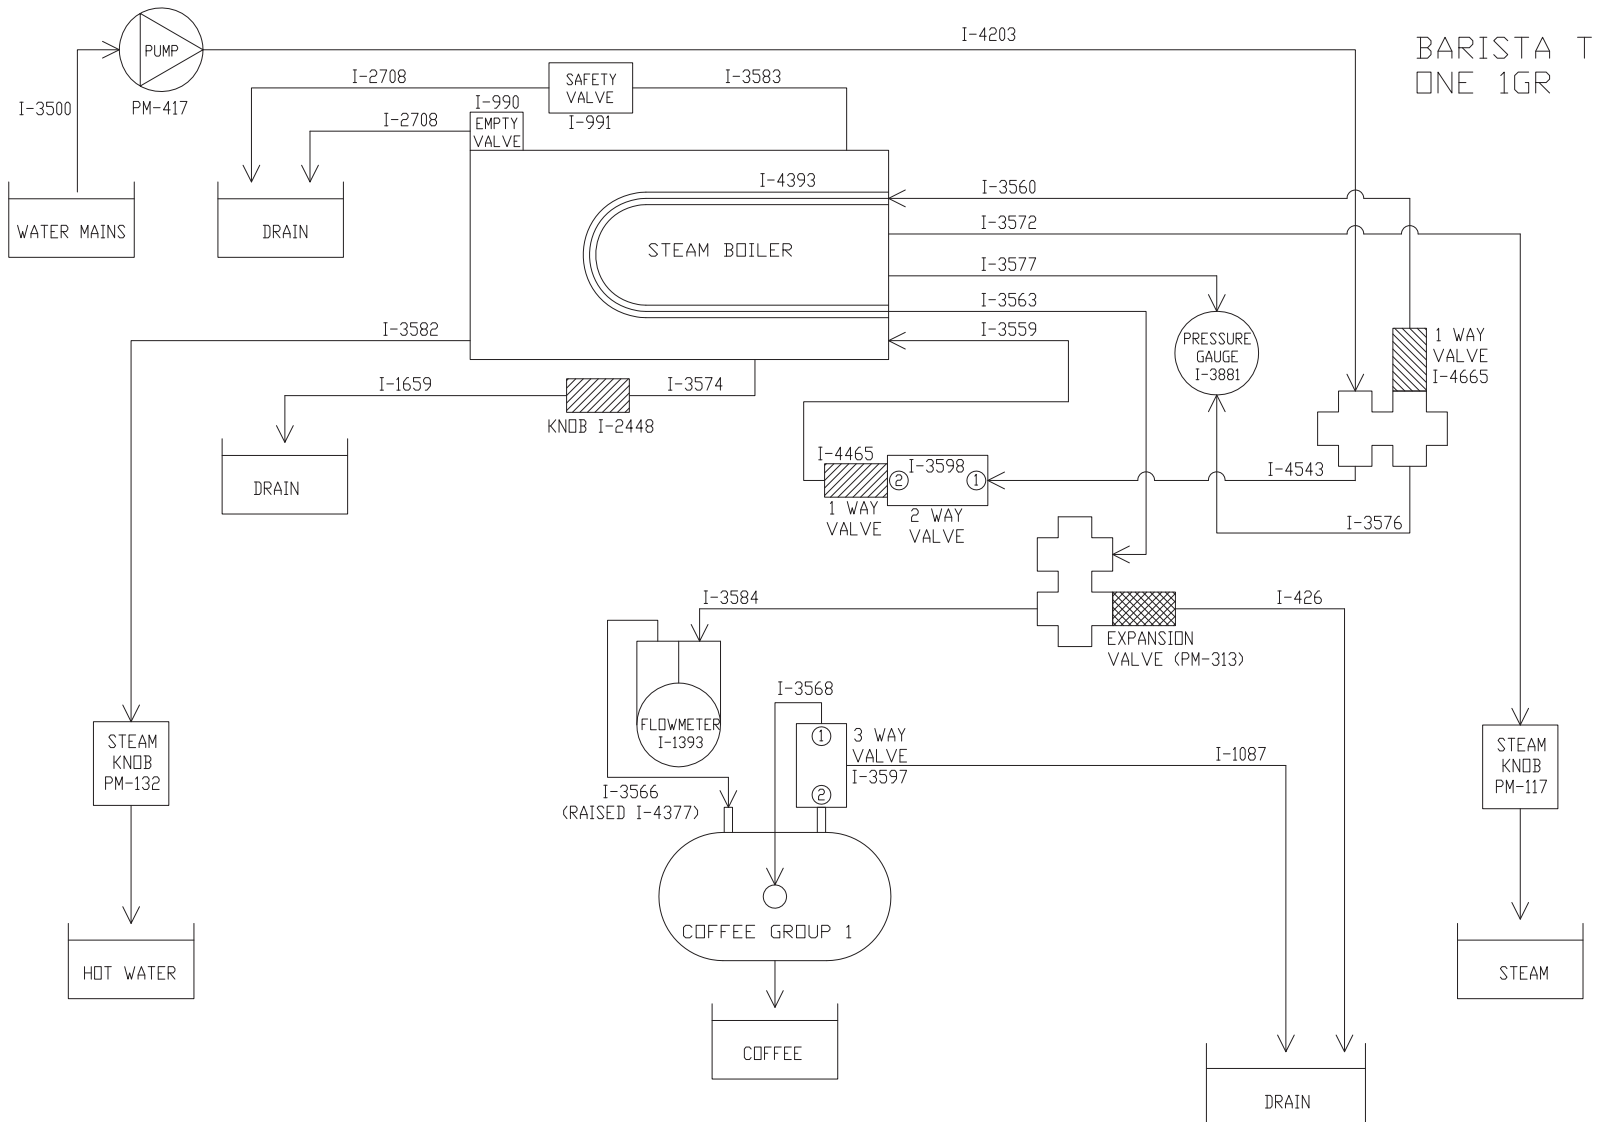 I-4203
BARISTA T
ONE 1GR
PUMP
PM-417
I-3500
I-2708
SAFETY
VALVE
I-991
I-3583
I-990
EMPTY
VALVE
I-2708
WATER MAINS
DRAIN
I-4393
STEAM BOILER
I-3560
I-3572
I-3577
I-3563
I-3559
PRESSURE
GAUGE
I-3881
1 WAY
VALVE
I-4665
I-3582
I-1659
I-3574
KNOB I-2448
DRAIN
I-4465
1 WAY
VALVE
I-3598
2
1
2 WAY
VALVE
I-4543
I-3576
I-3584
I-426
EXPANSION
VALVE (PM-313)
FLOWMETER
I-1393
I-3568
1
2
3 WAY
VALVE
I-3597
I-1087
I-3566
(RAISED I-4377)
STEAM
KNOB
PM-132
STEAM
KNOB
PM-117
COFFEE GROUP 1
HOT WATER
STEAM
COFFEE
DRAIN